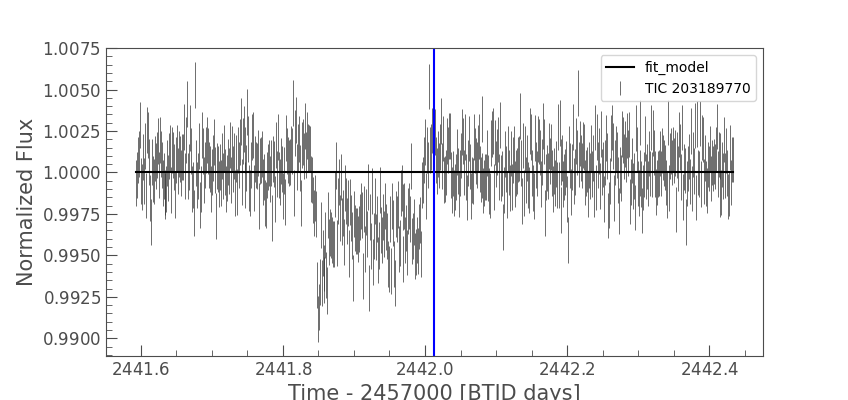 1.0075
1.0050
1.0025
1.0000
0.9975
0.9950
0.9925
0.9900
Normalized Flux
fit_model
TIC 203189770
2441.6 2441.8 2442.0 2442.2 2442.4
Time - 2457000 [BTJD days]